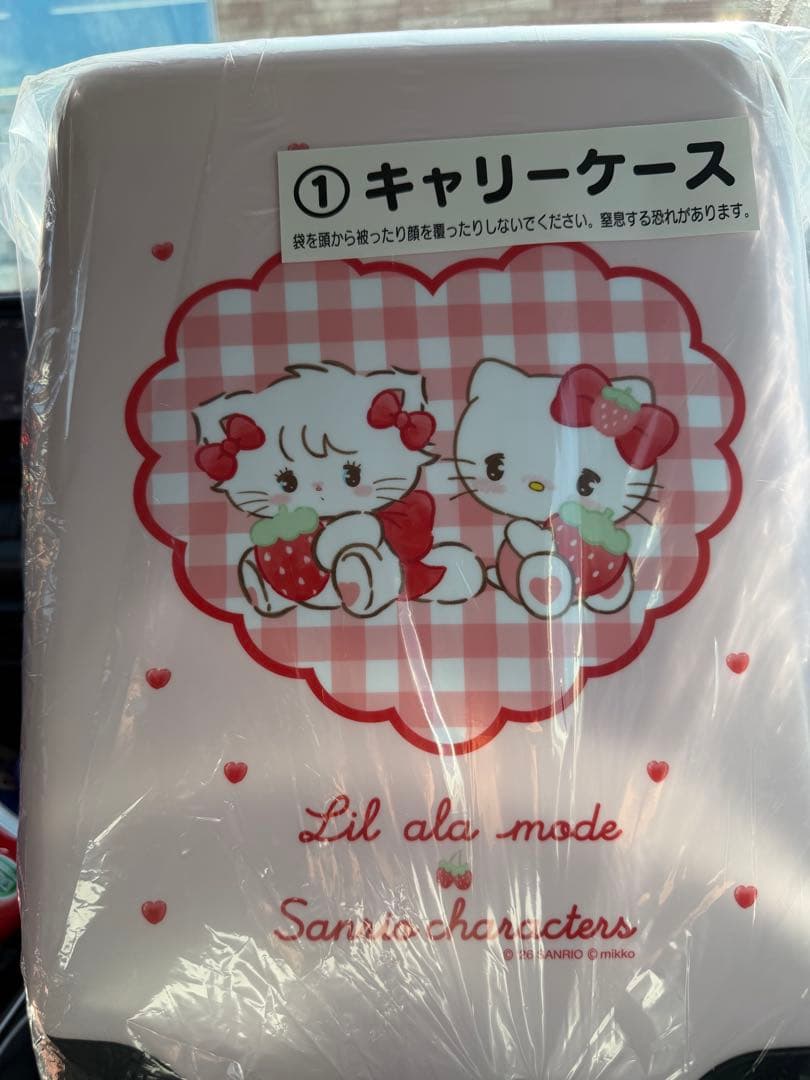 ① キャリーケース
袋を頭から被ったり顔を覆ったりしないでください。窒息する恐れがあります。
Lil ala mode
Sanrio characters
© 26 SANRIO © mikko